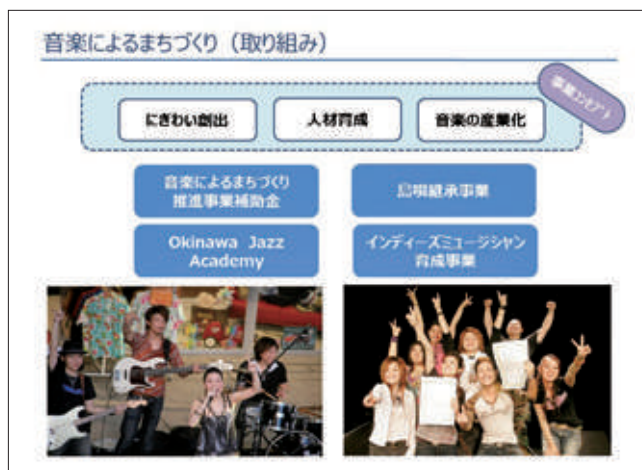 音楽によるまちづくり（取り組み）
事業コンセプト
にぎわい創出
人材育成
音楽の産業化
音楽によるまちづくり
推進事業補助金
島唄継承事業
Okinawa Jazz
Academy
インディーズミュージシャン
育成事業